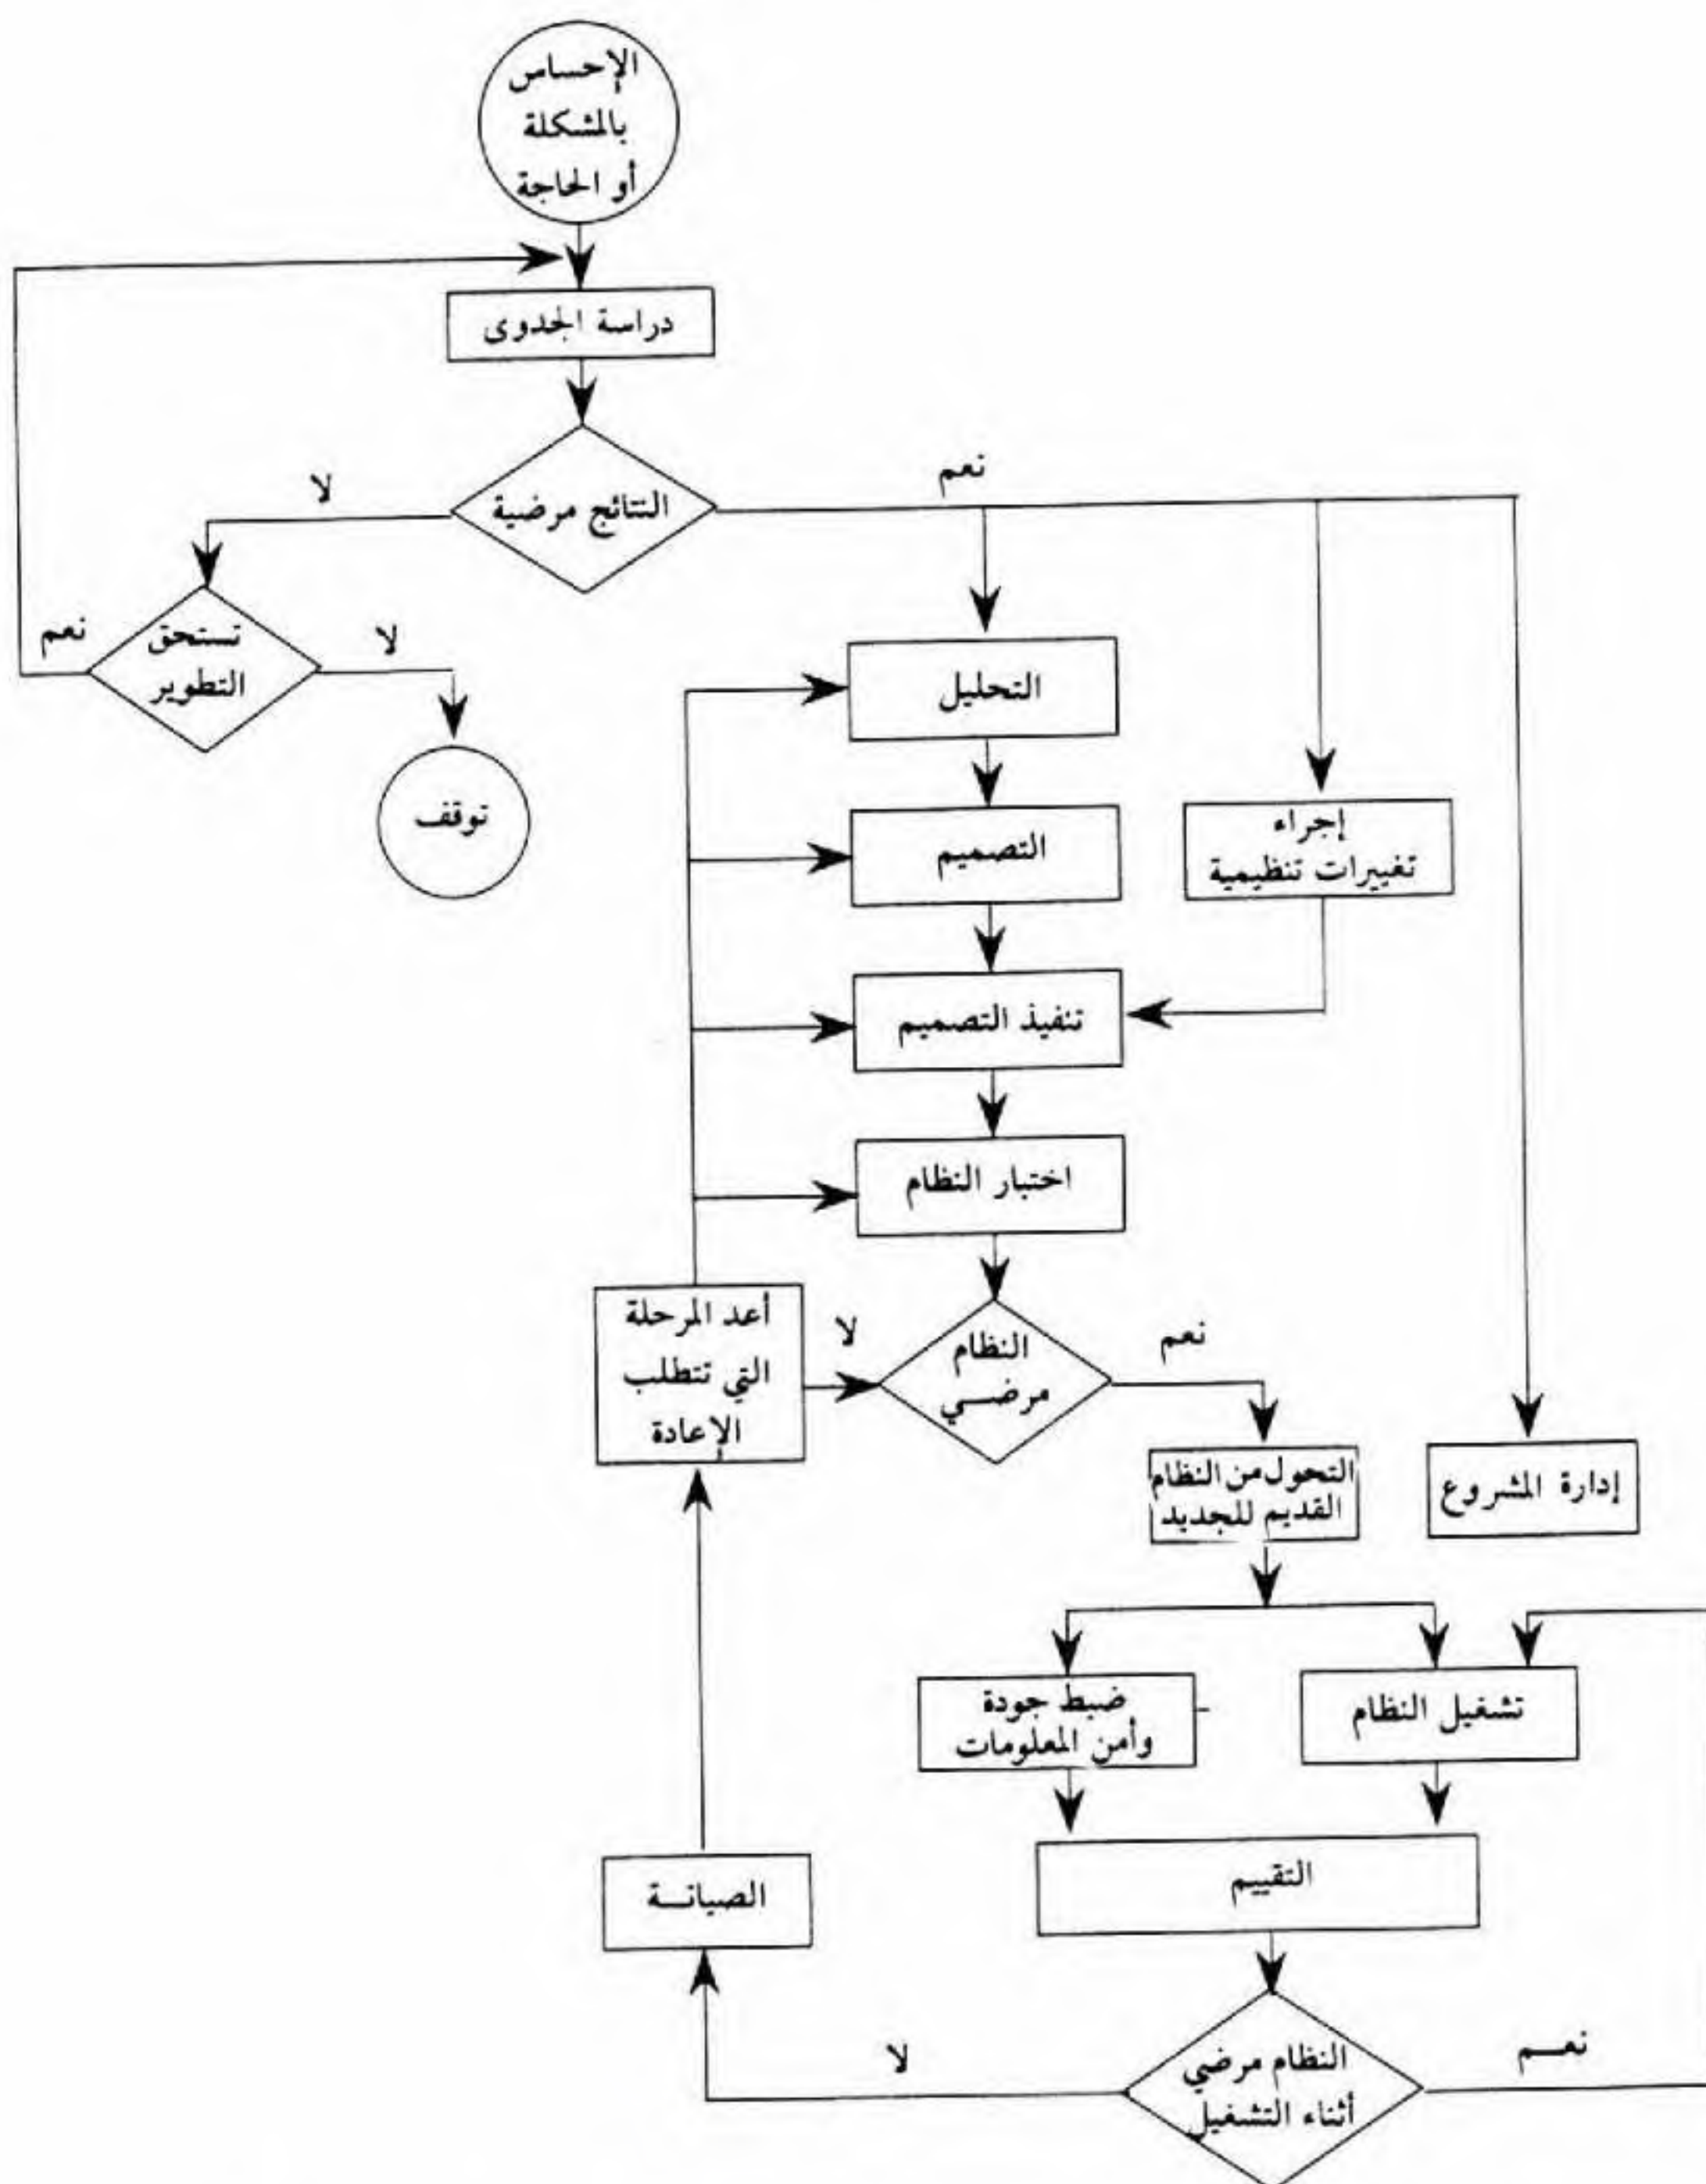 الإحساس
بالمشكلة
أو الحاجة
دراسة الجدوى
النتائج مرضية
نعم
لا
تستحق
التطوير
نعم
لا
توقف
التحليل
التصميم
إجراء
تغييرات تنظيمية
تنفيذ التصميم
اختبار النظام
النظام
مرضــي
لا
نعم
أعد المرحلة
التي تتطلب
الإعادة
التحول من النظام
القديم للجديد
إدارة المشروع
تشغيل النظام
ضبط جودة
وأمن المعلومات
التقييم
الصيانــة
النظام مرضي
أثناء التشغيل
نعــم
لا